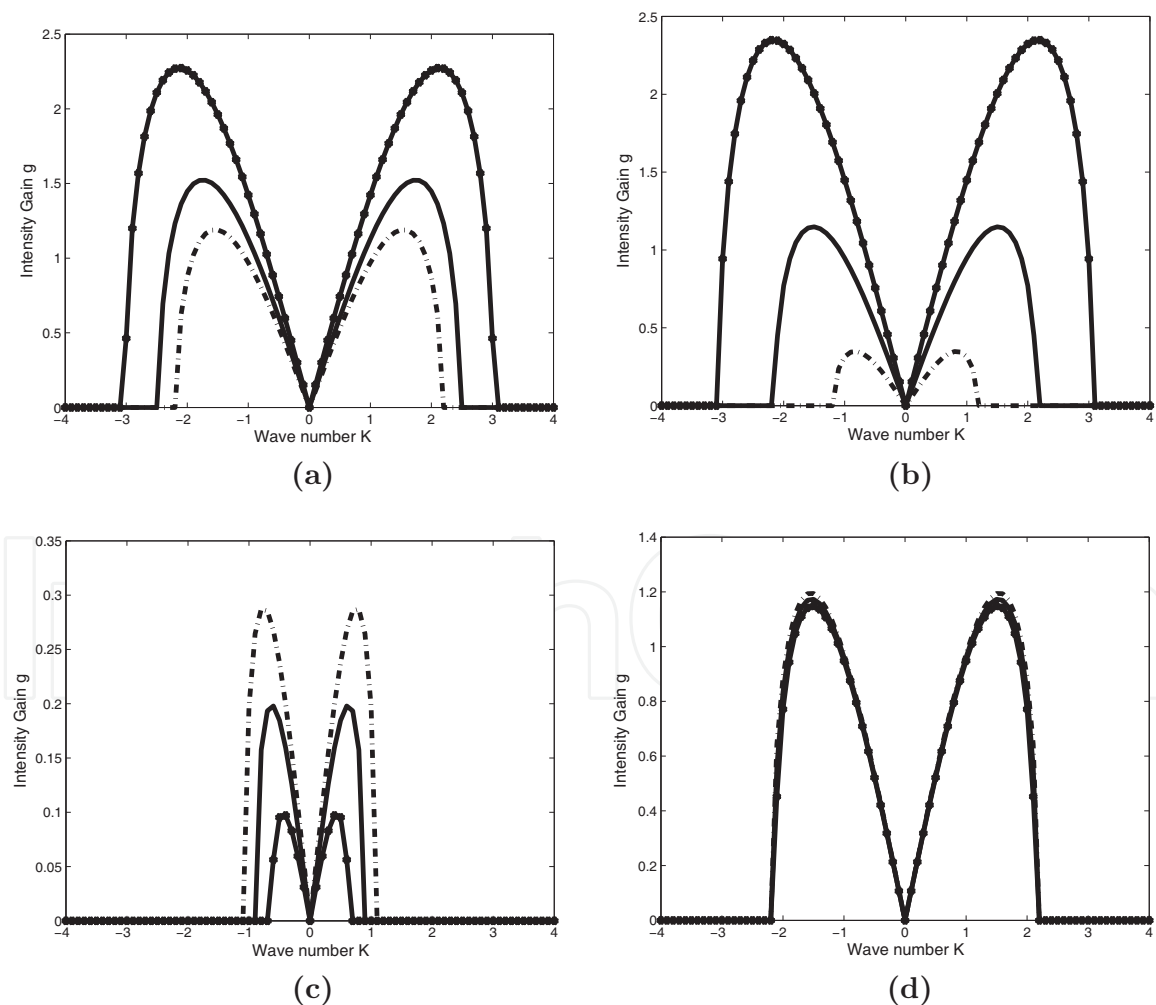 2.5
2
1.5
1
0.5
0
Intensity Gain g
−4 −3 −2 −1 0 1 2 3 4
Wave number K
(a)
2.5
2
1.5
1
0.5
0
Intensity Gain g
−4 −3 −2 −1 0 1 2 3 4
Wave number K
(b)
0.35
0.3
0.25
0.2
0.15
0.1
0.05
0
Intensity Gain g
−4 −3 −2 −1 0 1 2 3 4
Wave number K
(c)
1.4
1.2
1
0.8
0.6
0.4
0.2
0
Intensity Gain g
−4 −3 −2 −1 0 1 2 3 4
Wave number K
(d)